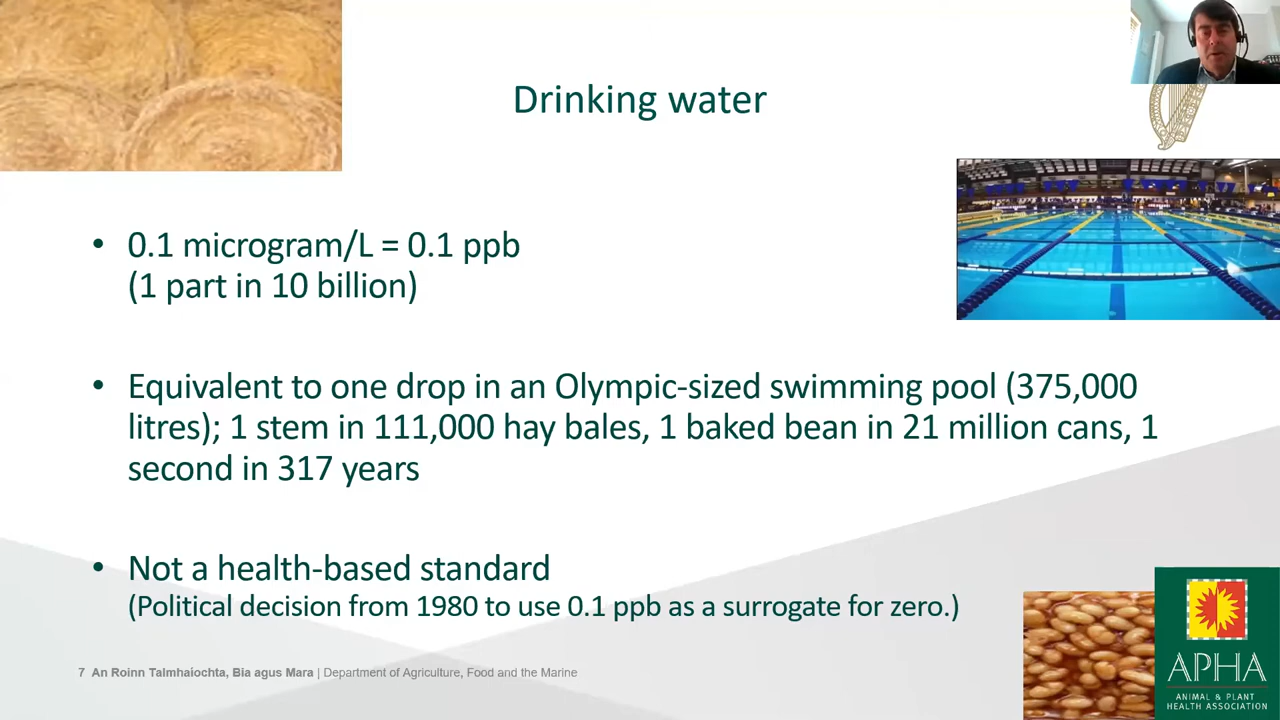 Drinking water
• 0.1 microgram/L = 0.1 ppb
(1 part in 10 billion)
• Equivalent to one drop in an Olympic-sized swimming pool (375,000
litres); 1 stem in 111,000 hay bales, 1 baked bean in 21 million cans, 1
second in 317 years
• Not a health-based standard
(Political decision from 1980 to use 0.1 ppb as a surrogate for zero.)
7 An Roinn Talmhaíochta, Bia agus Mara | Department of Agriculture, Food and the Marine
APHA
ANIMAL & PLANT
HEALTH ASSOCIATION